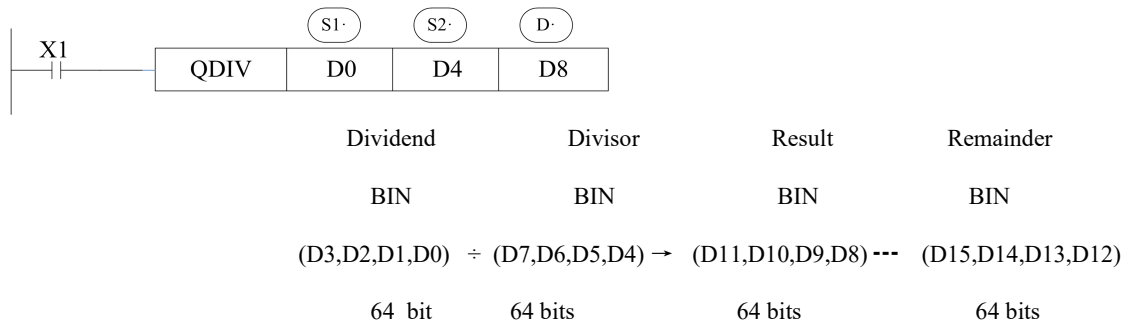 S1· S2· D·
X1
QDIV D0 D4 D8
Dividend Divisor Result Remainder
BIN BIN BIN BIN
(D3,D2,D1,D0) ÷ (D7,D6,D5,D4) → (D11,D10,D9,D8) --- (D15,D14,D13,D12)
64 bit 64 bits 64 bits 64 bits